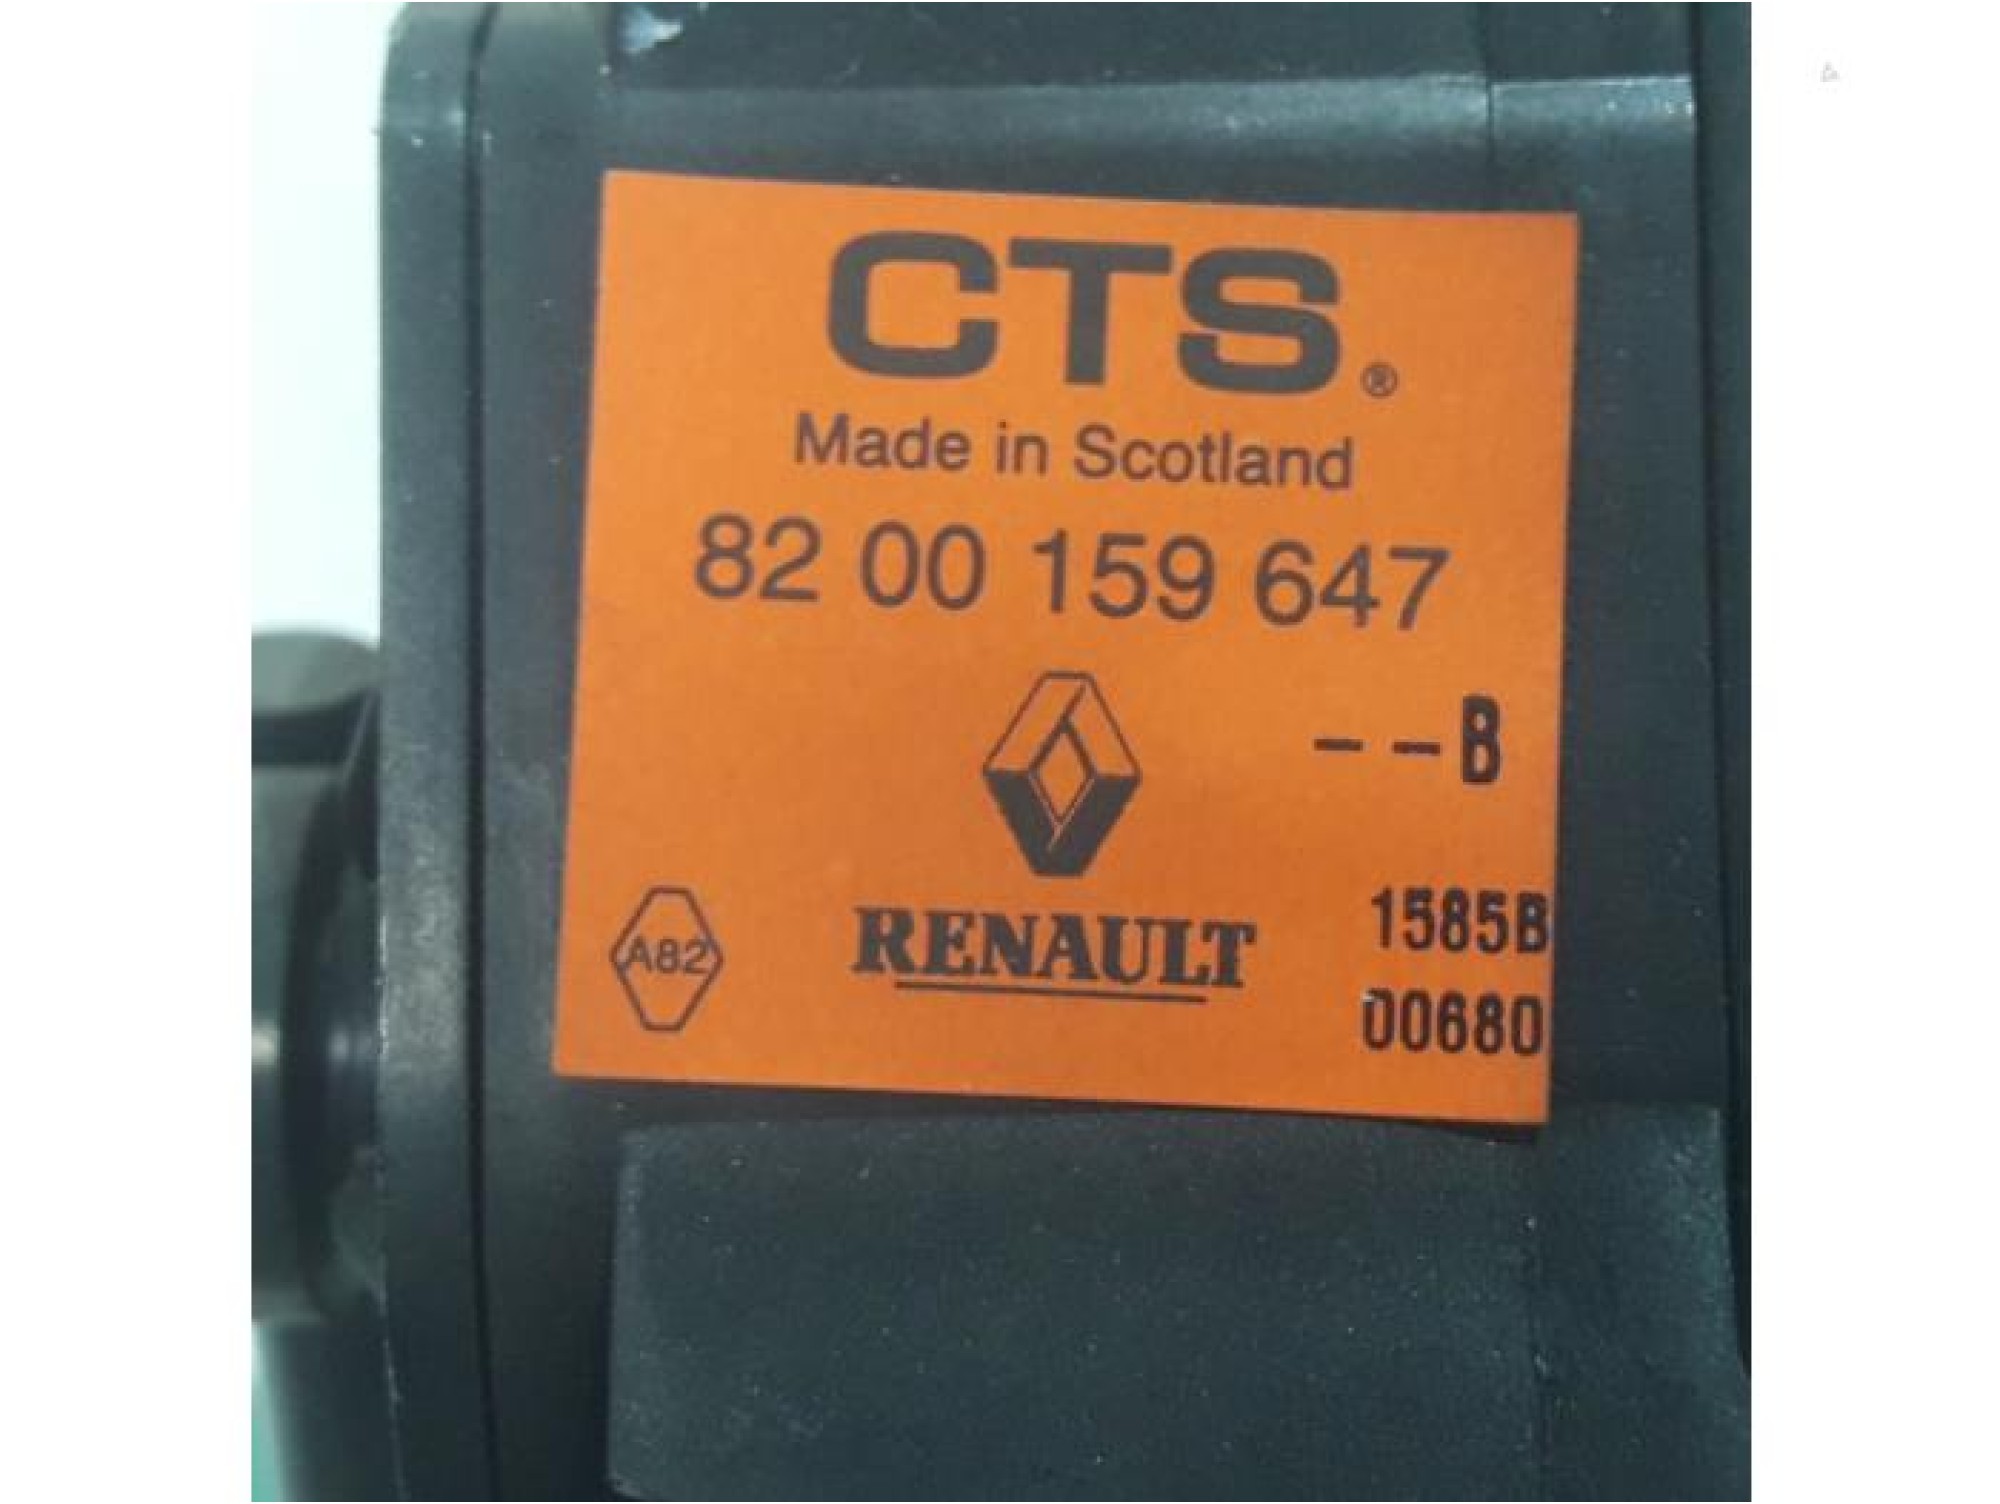 CTS®
Made in Scotland
82 00 159 647
– – B
A82
RENAULT
1585B
00680